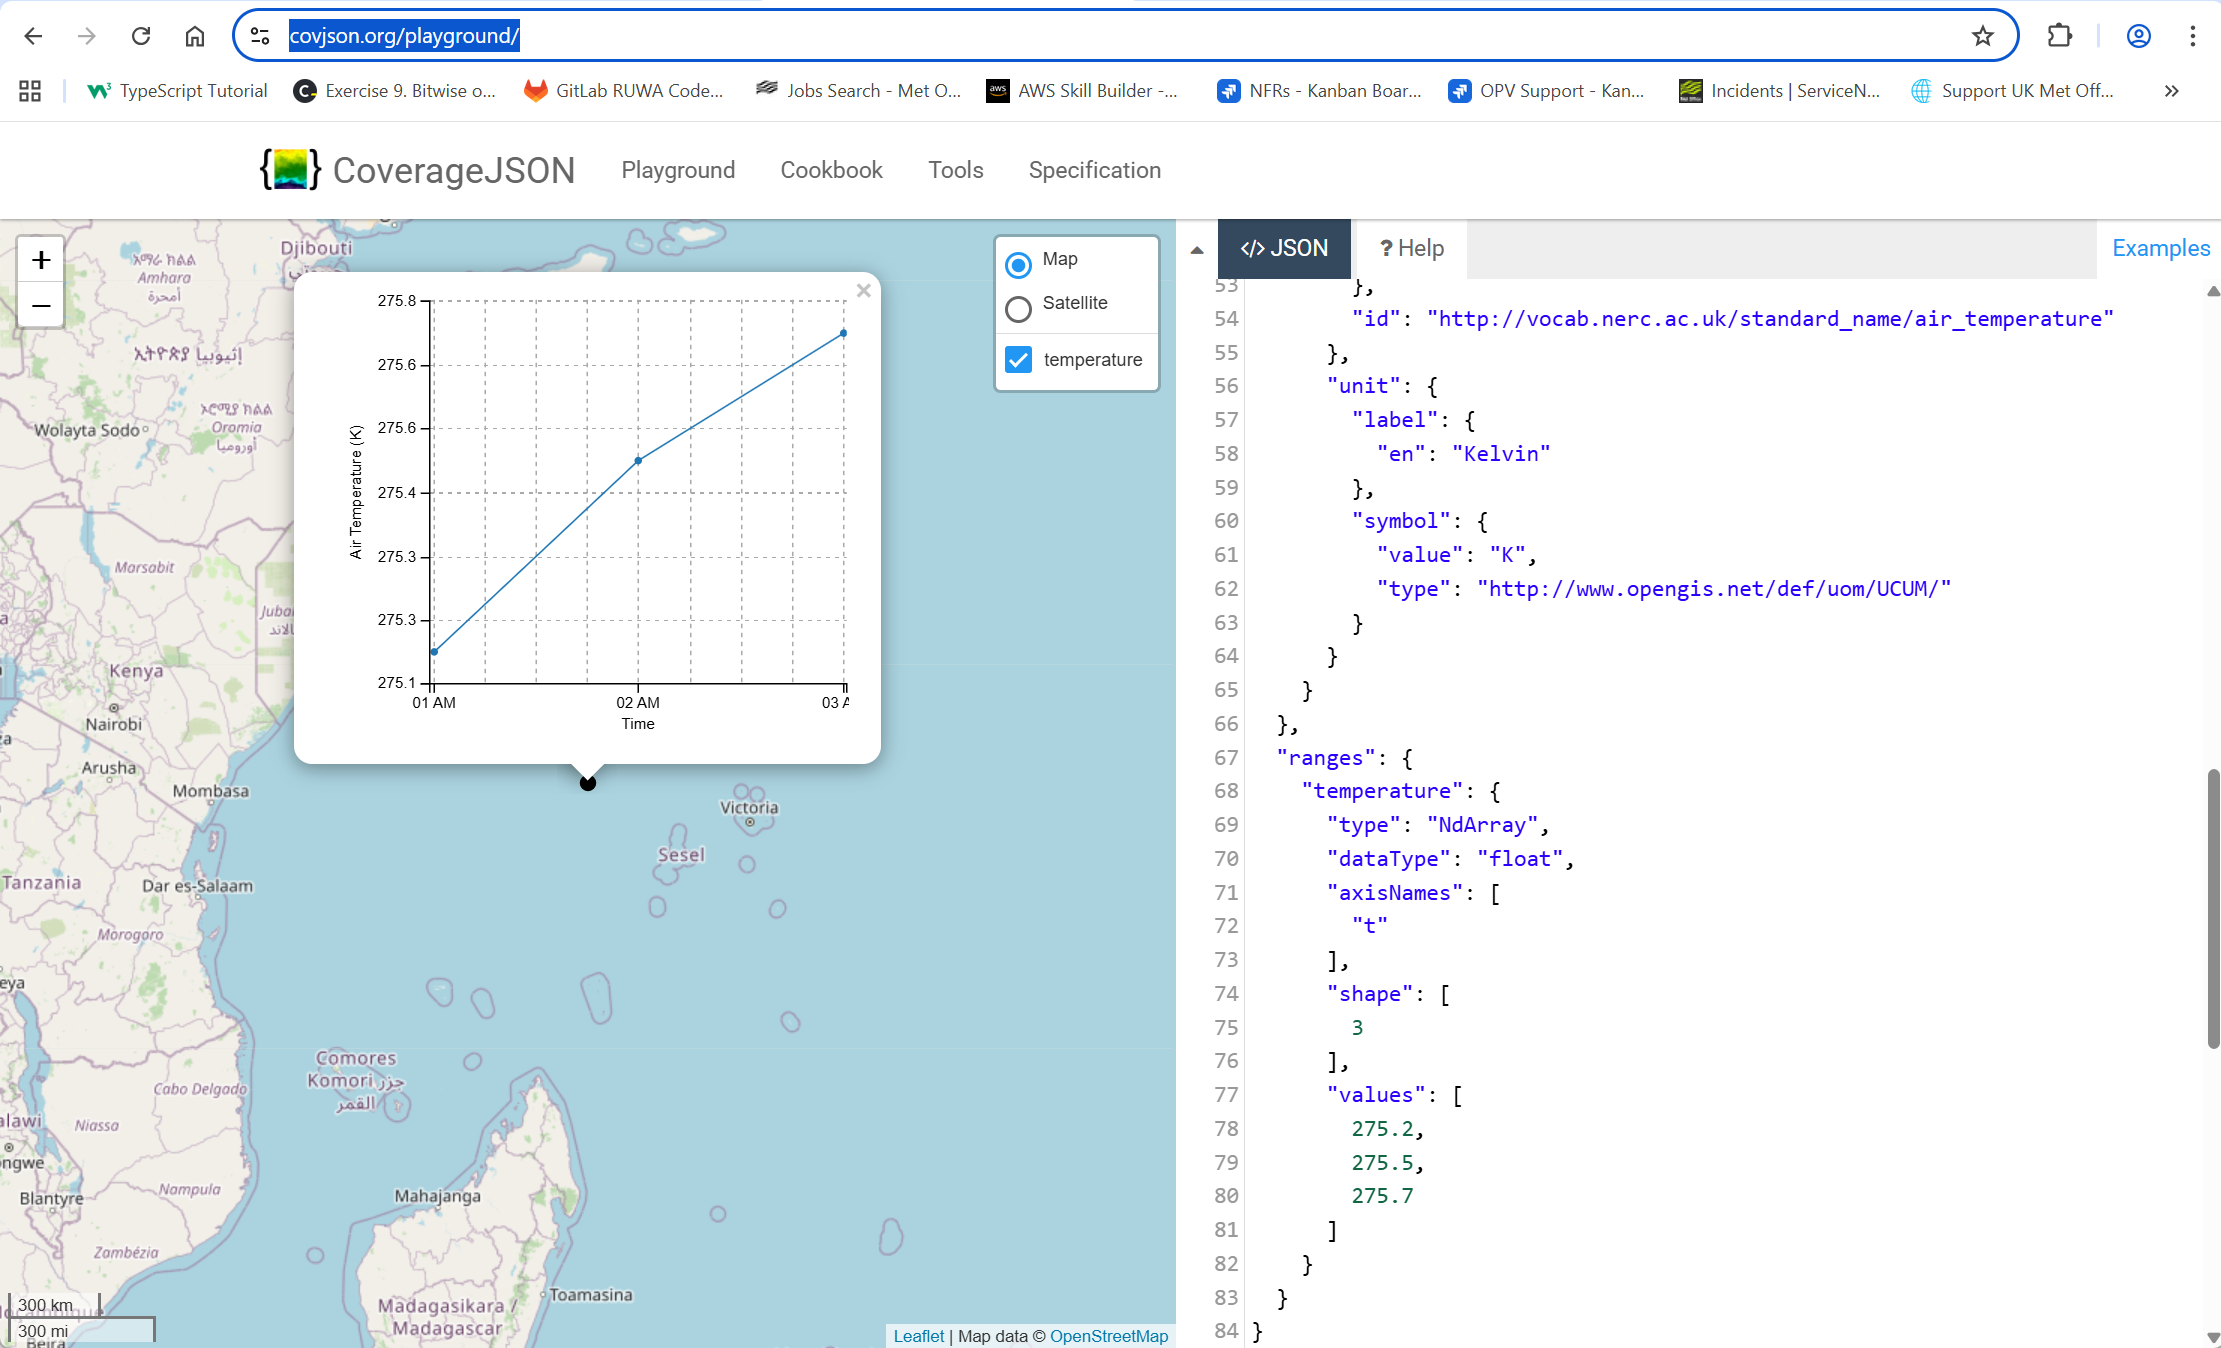 covjson.org/playground/
TypeScript Tutorial
Exercise 9. Bitwise o...
GitLab RUWA Code...
Jobs Search - Met O...
aws
AWS Skill Builder -...
NFRs - Kanban Boar...
OPV Support - Kan...
Incidents | ServiceN...
Support UK Met Off...
»
{ } CoverageJSON
Playground
Cookbook
Tools
Specification
+
−
Map
Satellite
temperature
×
275.8
275.6
275.6
275.4
275.3
275.3
275.1
Air Temperature (K)
01 AM
02 AM
03 A
Time
Djibouti
Amhara
Wolayta Sodo
Oromia
Marsabit
Kenya
Nairobi
Arusha
Mombasa
Victoria
Sesel
Tanzania
Dar es-Salaam
Morogoro
eya
Comores
Komori جزر
القمر
Cabo Delgado
alawi
Niassa
ngwe
Nampula
Blantyre
Mahajanga
Zambézia
Toamasina
Madagasikara /
Madagascar
Beira
300 km
300 mi
Leaflet | Map data © OpenStreetMap
</> JSON
? Help
Examples
53 },
54 "id": "http://vocab.nerc.ac.uk/standard_name/air_temperature"
55 },
56 "unit": {
57 "label": {
58 "en": "Kelvin"
59 },
60 "symbol": {
61 "value": "K",
62 "type": "http://www.opengis.net/def/uom/UCUM/"
63 }
64 }
65 }
66 },
67 "ranges": {
68 "temperature": {
69 "type": "NdArray",
70 "dataType": "float",
71 "axisNames": [
72 "t"
73 ],
74 "shape": [
75 3
76 ],
77 "values": [
78 275.2,
79 275.5,
80 275.7
81 ]
82 }
83 }
84 }